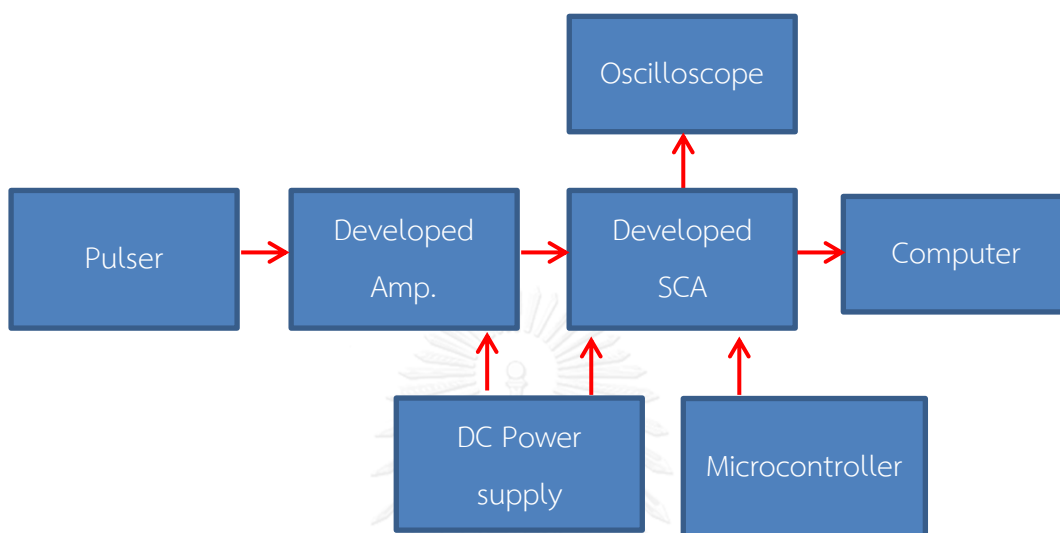 Oscilloscope
Pulser
Developed
Amp.
Developed
SCA
Computer
DC Power
supply
Microcontroller